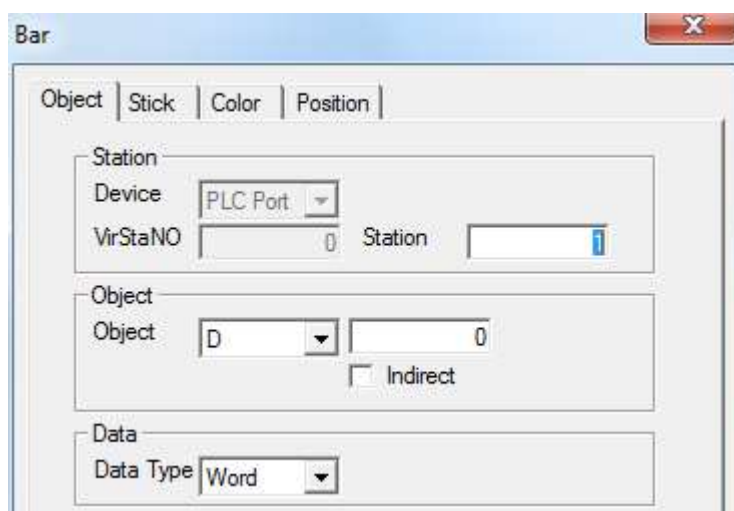 Bar
Object Stick Color Position
Station
Device PLC Port
VirStaNO 0 Station 1
Object
Object D 0
Indirect
Data
Data Type Word